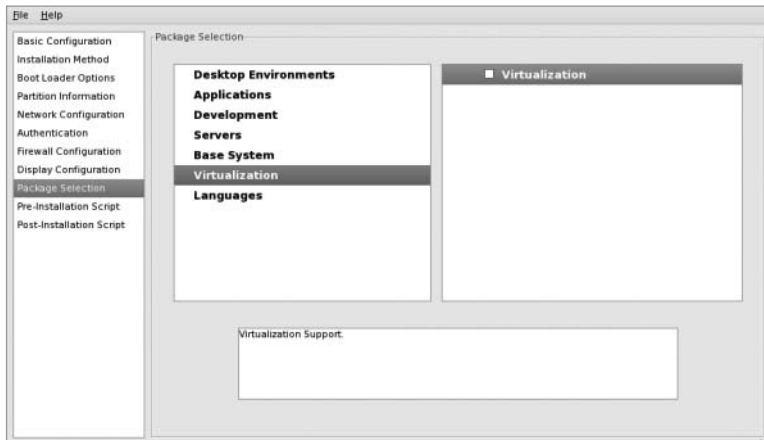 File Help
Basic Configuration
Installation Method
Boot Loader Options
Partition Information
Network Configuration
Authentication
Firewall Configuration
Display Configuration
Package Selection
Pre-Installation Script
Post-Installation Script
Package Selection
Desktop Environments
Applications
Development
Servers
Base System
Virtualization
Languages
Virtualization
Virtualization Support.